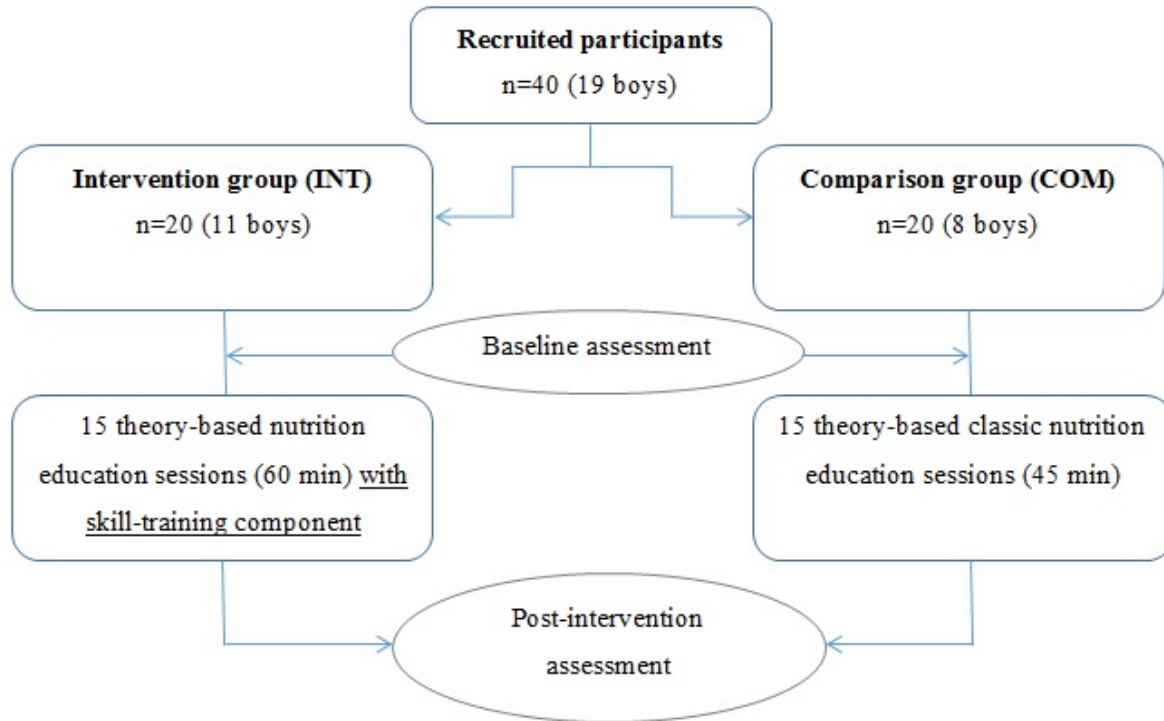 Recruited participants
n=40 (19 boys)
Intervention group (INT)
n=20 (11 boys)
Comparison group (COM)
n=20 (8 boys)
Baseline assessment
15 theory-based nutrition
education sessions (60 min) with
skill-training component
15 theory-based classic nutrition
education sessions (45 min)
Post-intervention
assessment